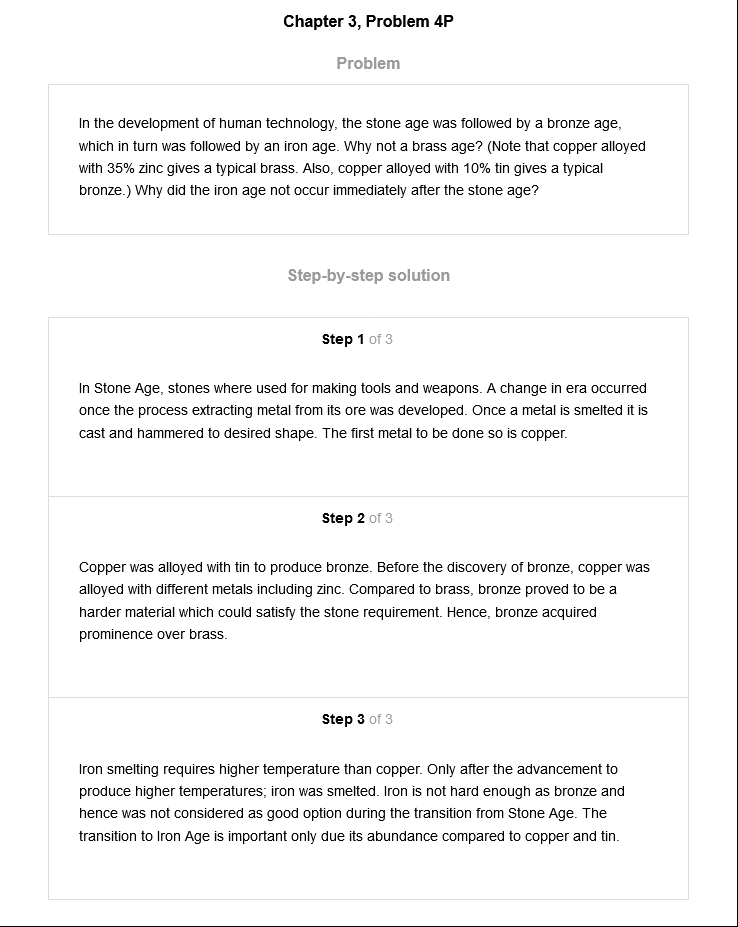 Chapter 3, Problem 4P
Problem
In the development of human technology, the stone age was followed by a bronze age,
which in turn was followed by an iron age. Why not a brass age? (Note that copper alloyed
with 35% zinc gives a typical brass. Also, copper alloyed with 10% tin gives a typical
bronze.) Why did the iron age not occur immediately after the stone age?
Step-by-step solution
Step 1 of 3
In Stone Age, stones where used for making tools and weapons. A change in era occurred
once the process extracting metal from its ore was developed. Once a metal is smelted it is
cast and hammered to desired shape. The first metal to be done so is copper.
Step 2 of 3
Copper was alloyed with tin to produce bronze. Before the discovery of bronze, copper was
alloyed with different metals including zinc. Compared to brass, bronze proved to be a
harder material which could satisfy the stone requirement. Hence, bronze acquired
prominence over brass.
Step 3 of 3
Iron smelting requires higher temperature than copper. Only after the advancement to
produce higher temperatures; iron was smelted. Iron is not hard enough as bronze and
hence was not considered as good option during the transition from Stone Age. The
transition to Iron Age is important only due its abundance compared to copper and tin.